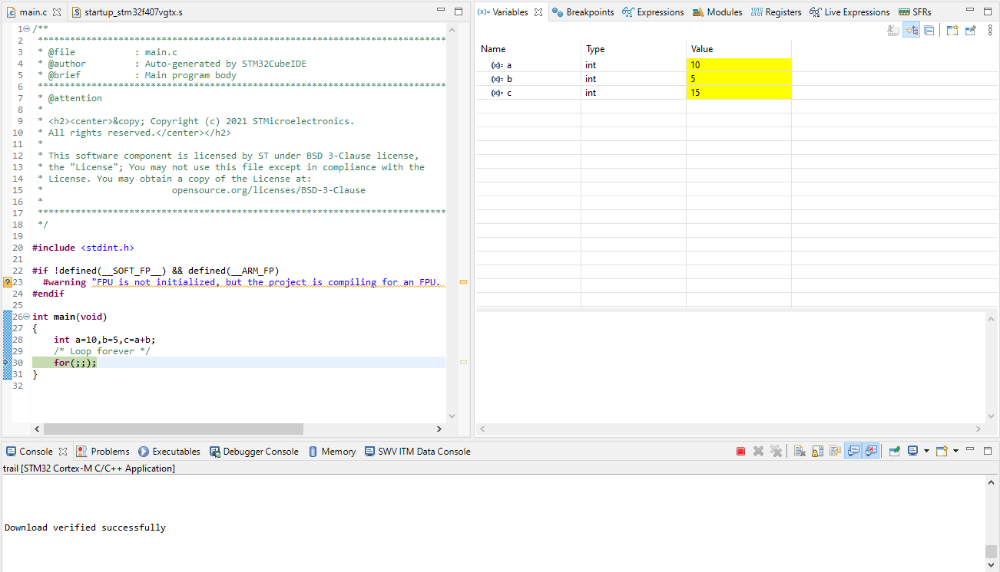 main.c startup_stm32f407vgtx.s
1 /**
2 ******************************************************************************
3 * @file : main.c
4 * @author : Auto-generated by STM32CubeIDE
5 * @brief : Main program body
6 ******************************************************************************
7 * @attention
8 *
9 * <h2><center>&copy; Copyright (c) 2021 STMicroelectronics.
10 * All rights reserved.</center></h2>
11 *
12 * This software component is licensed by ST under BSD 3-Clause license,
13 * the "License"; You may not use this file except in compliance with the
14 * License. You may obtain a copy of the License at:
15 * opensource.org/licenses/BSD-3-Clause
16 *
17 ******************************************************************************
18 */
19
20 #include <stdint.h>
21
22 #if !defined(__SOFT_FP__) && defined(__ARM_FP)
23 #warning "FPU is not initialized, but the project is compiling for an FPU.
24 #endif
25
26 int main(void)
27 {
28 int a=10,b=5,c=a+b;
29 /* Loop forever */
30 for(;;);
31 }
32
(x)= Variables Breakpoints Expressions Modules 1010 0101 Registers Live Expressions SFRs
Name Type Value
(x)= a int 10
(x)= b int 5
(x)= c int 15
Console Problems Executables Debugger Console Memory SWV ITM Data Console
trail [STM32 Cortex-M C/C++ Application]
Download verified successfully